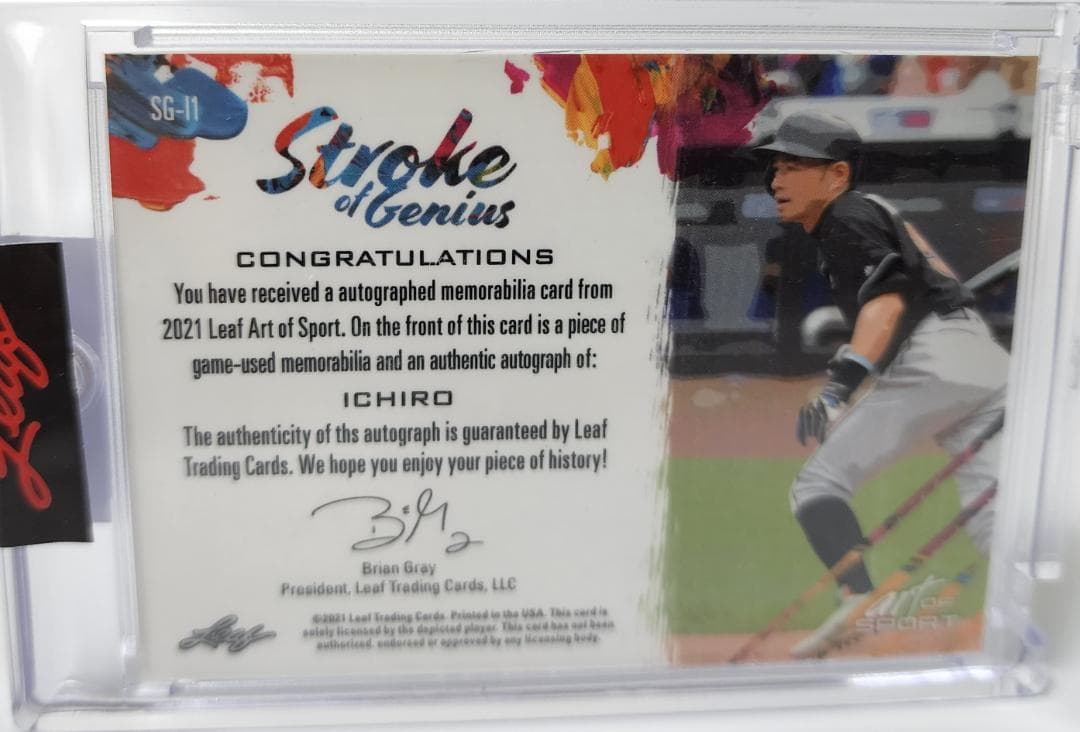 SG-I1
Stroke
of Genius
CONGRATULATIONS
You have received a autographed memorabilia card from
2021 Leaf Art of Sport. On the front of this card is a piece of
game-used memorabilia and an authentic autograph of:
ICHIRO
The authenticity of ths autograph is guaranteed by Leaf
Trading Cards. We hope you enjoy your piece of history!
Brian Gray
President, Leaf Trading Cards, LLC
©2021 Leaf Trading Cards. Printed in the USA. This card is
solely licensed by the depicted player. This card has not been
authorized, endorsed or approved by any licensing body.
Leaf
art OF
SPORT
Leaf